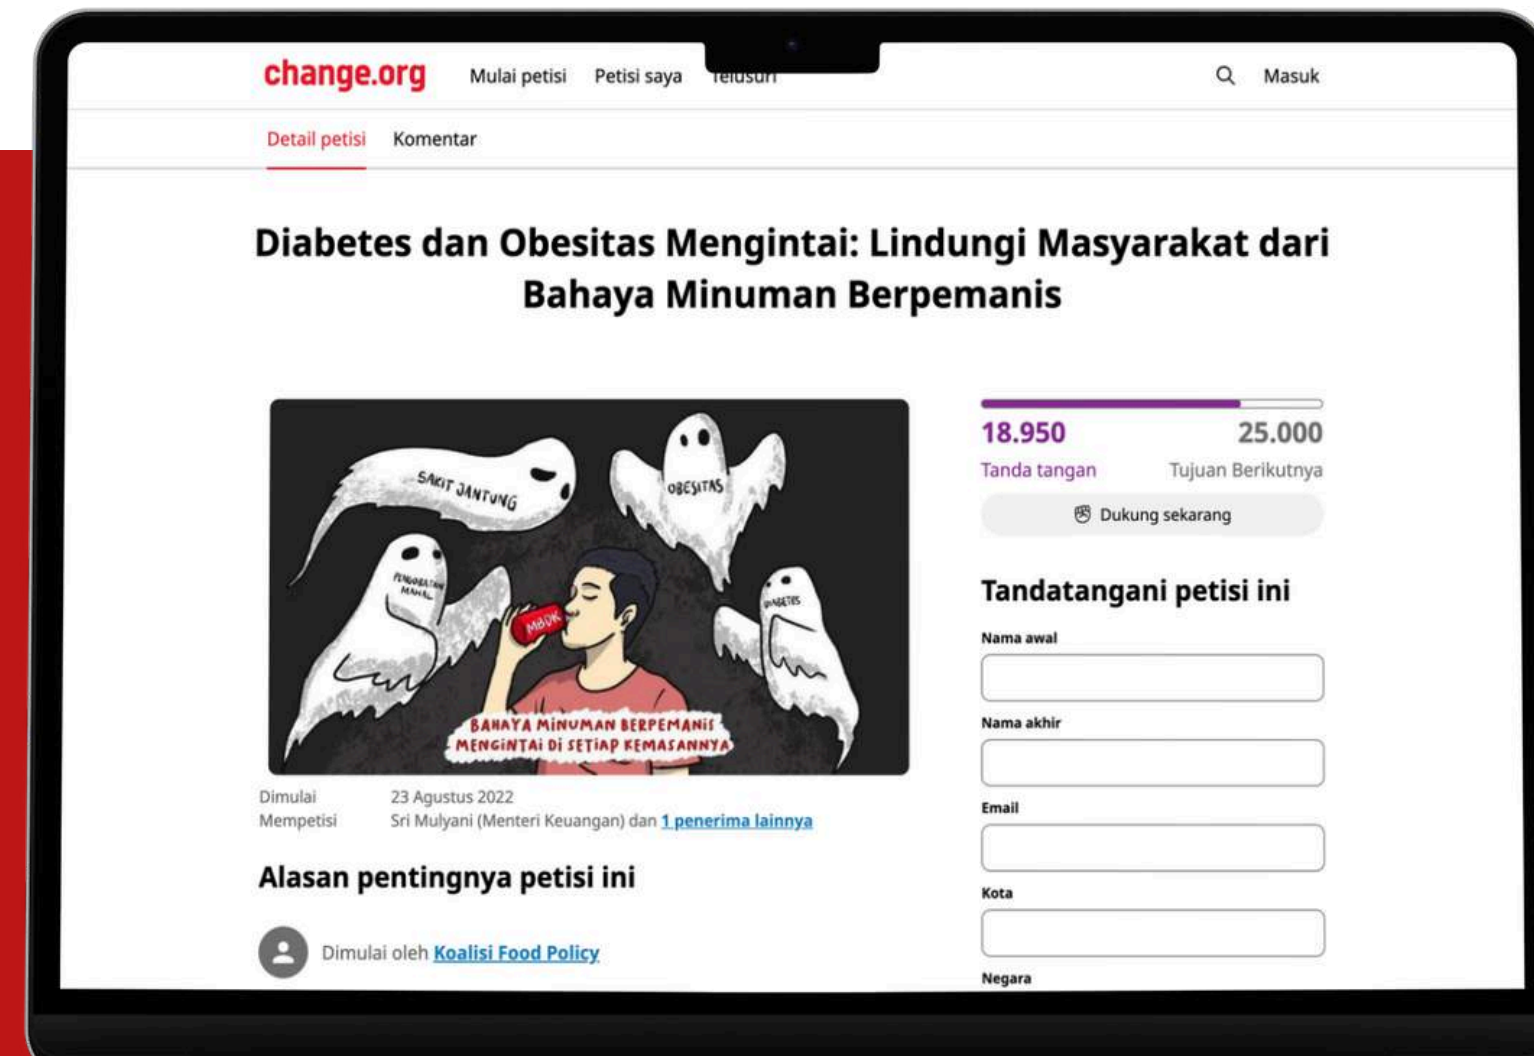 change.org Mulai petisi Petisi saya Telusuri Masuk
Detail petisi Komentar
Diabetes dan Obesitas Mengintai: Lindungi Masyarakat dari
Bahaya Minuman Berpemanis
SAKIT JANTUNG
OBESITAS
PENGOBATAN
MAHAL
DIABETES
MBDK
BAHAYA MINUMAN BERPEMANIS
MENGINTAI DI SETIAP KEMASANNYA
Dimulai 23 Agustus 2022
Mempetisi Sri Mulyani (Menteri Keuangan) dan 1 penerima lainnya
Alasan pentingnya petisi ini
Dimulai oleh Koalisi Food Policy
18.950 25.000
Tanda tangan Tujuan Berikutnya
Dukung sekarang
Tandatangani petisi ini
Nama awal
Nama akhir
Email
Kota
Negara